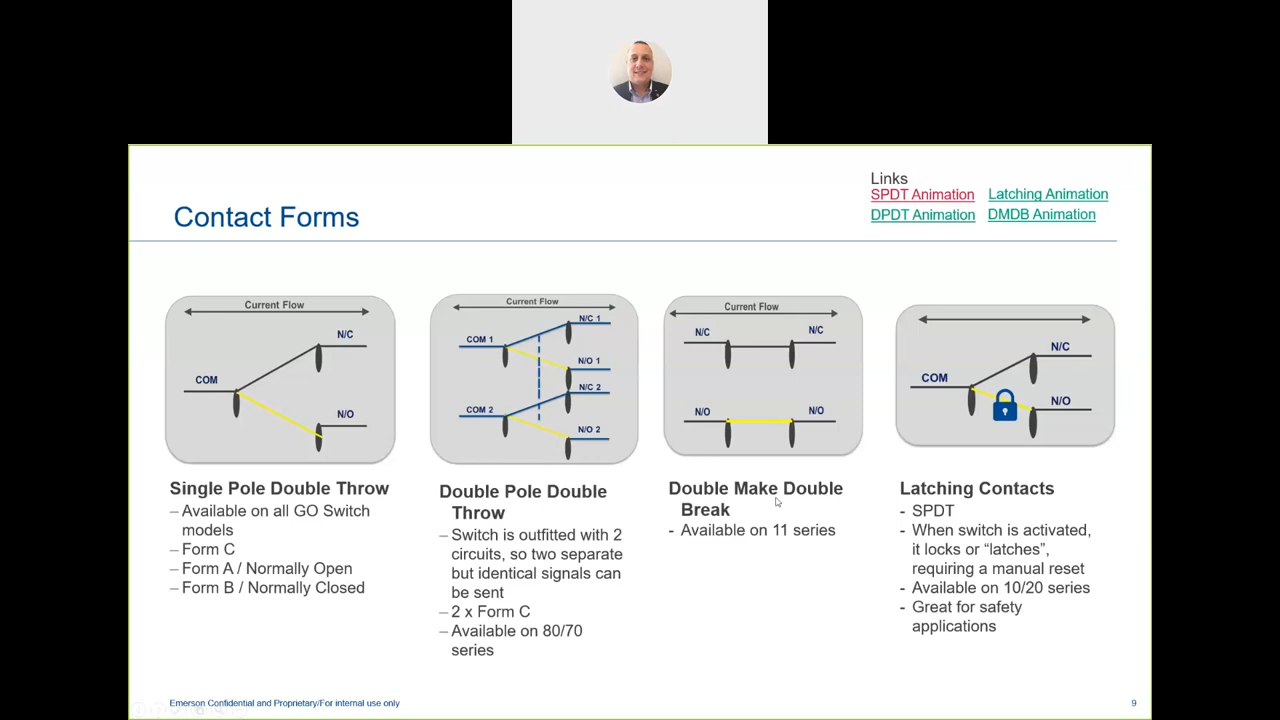 Links
SPDT Animation Latching Animation
DPDT Animation DMDB Animation
Contact Forms
Current Flow
N/C
COM
N/O
Single Pole Double Throw
– Available on all GO Switch
models
– Form C
– Form A / Normally Open
– Form B / Normally Closed
Current Flow
N/C 1
COM 1
N/O 1
N/C 2
COM 2
N/O 2
Double Pole Double
Throw
– Switch is outfitted with 2
circuits, so two separate
but identical signals can
be sent
– 2 x Form C
– Available on 80/70
series
Current Flow
N/C N/C
N/O N/O
Double Make Double
Break
- Available on 11 series
N/C
COM
N/O
Latching Contacts
- SPDT
- When switch is activated,
it locks or “latches”,
requiring a manual reset
- Available on 10/20 series
- Great for safety
applications
Emerson Confidential and Proprietary/For internal use only
9